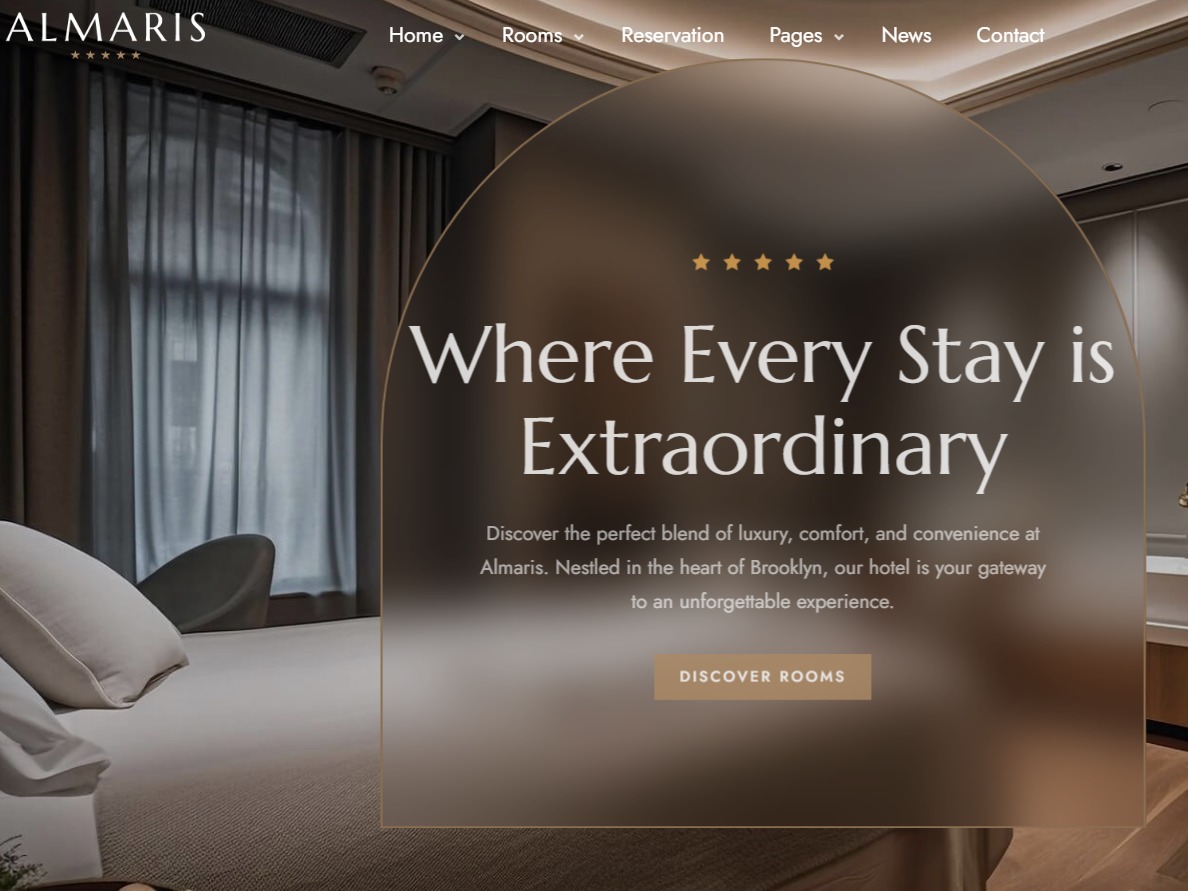 ALMARIS
Home Rooms Reservation Pages News Contact
Where Every Stay is
Extraordinary
Discover the perfect blend of luxury, comfort, and convenience at
Almaris. Nestled in the heart of Brooklyn, our hotel is your gateway
to an unforgettable experience.
DISCOVER ROOMS